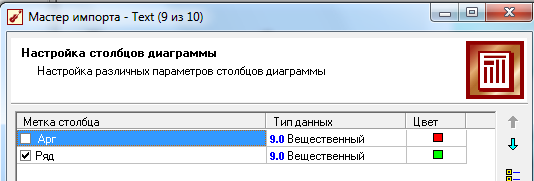 Мастер импорта - Text (9 из 10)
Настройка столбцов диаграммы
Настройка различных параметров столбцов диаграммы
Метка столбца Тип данных Цвет
Арг 9.0 Вещественный
Ряд 9.0 Вещественный